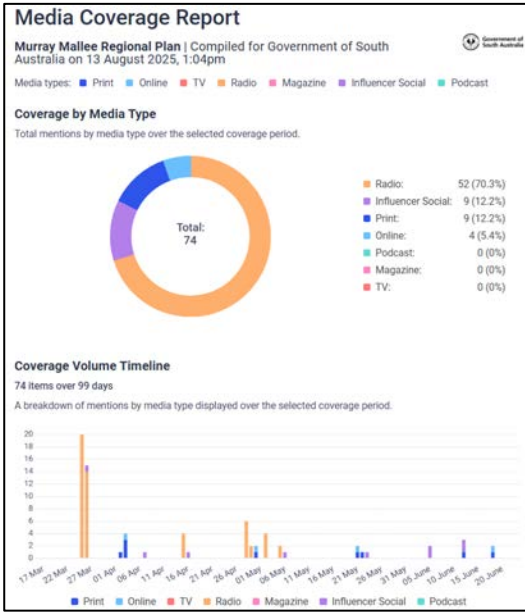 Media Coverage Report
Murray Mallee Regional Plan | Compiled for Government of South
Australia on 13 August 2025, 1:04pm
Government of
South Australia
Media types: Print Online TV Radio Magazine Influencer Social Podcast
Coverage by Media Type
Total mentions by media type over the selected coverage period.
Total:
74
Radio: 52 (70.3%)
Influencer Social: 9 (12.2%)
Print: 9 (12.2%)
Online: 4 (5.4%)
Podcast: 0 (0%)
Magazine: 0 (0%)
TV: 0 (0%)
Coverage Volume Timeline
74 items over 99 days
A breakdown of mentions by media type displayed over the selected coverage period.
20
18
16
14
12
10
8
6
4
2
0
17 Mar 22 Mar 27 Mar 01 Apr 06 Apr 11 Apr 16 Apr 21 Apr 26 Apr 01 May 06 May 11 May 16 May 21 May 26 May 31 May 05 June 10 June 15 June 20 June
Print Online TV Radio Magazine Influencer Social Podcast